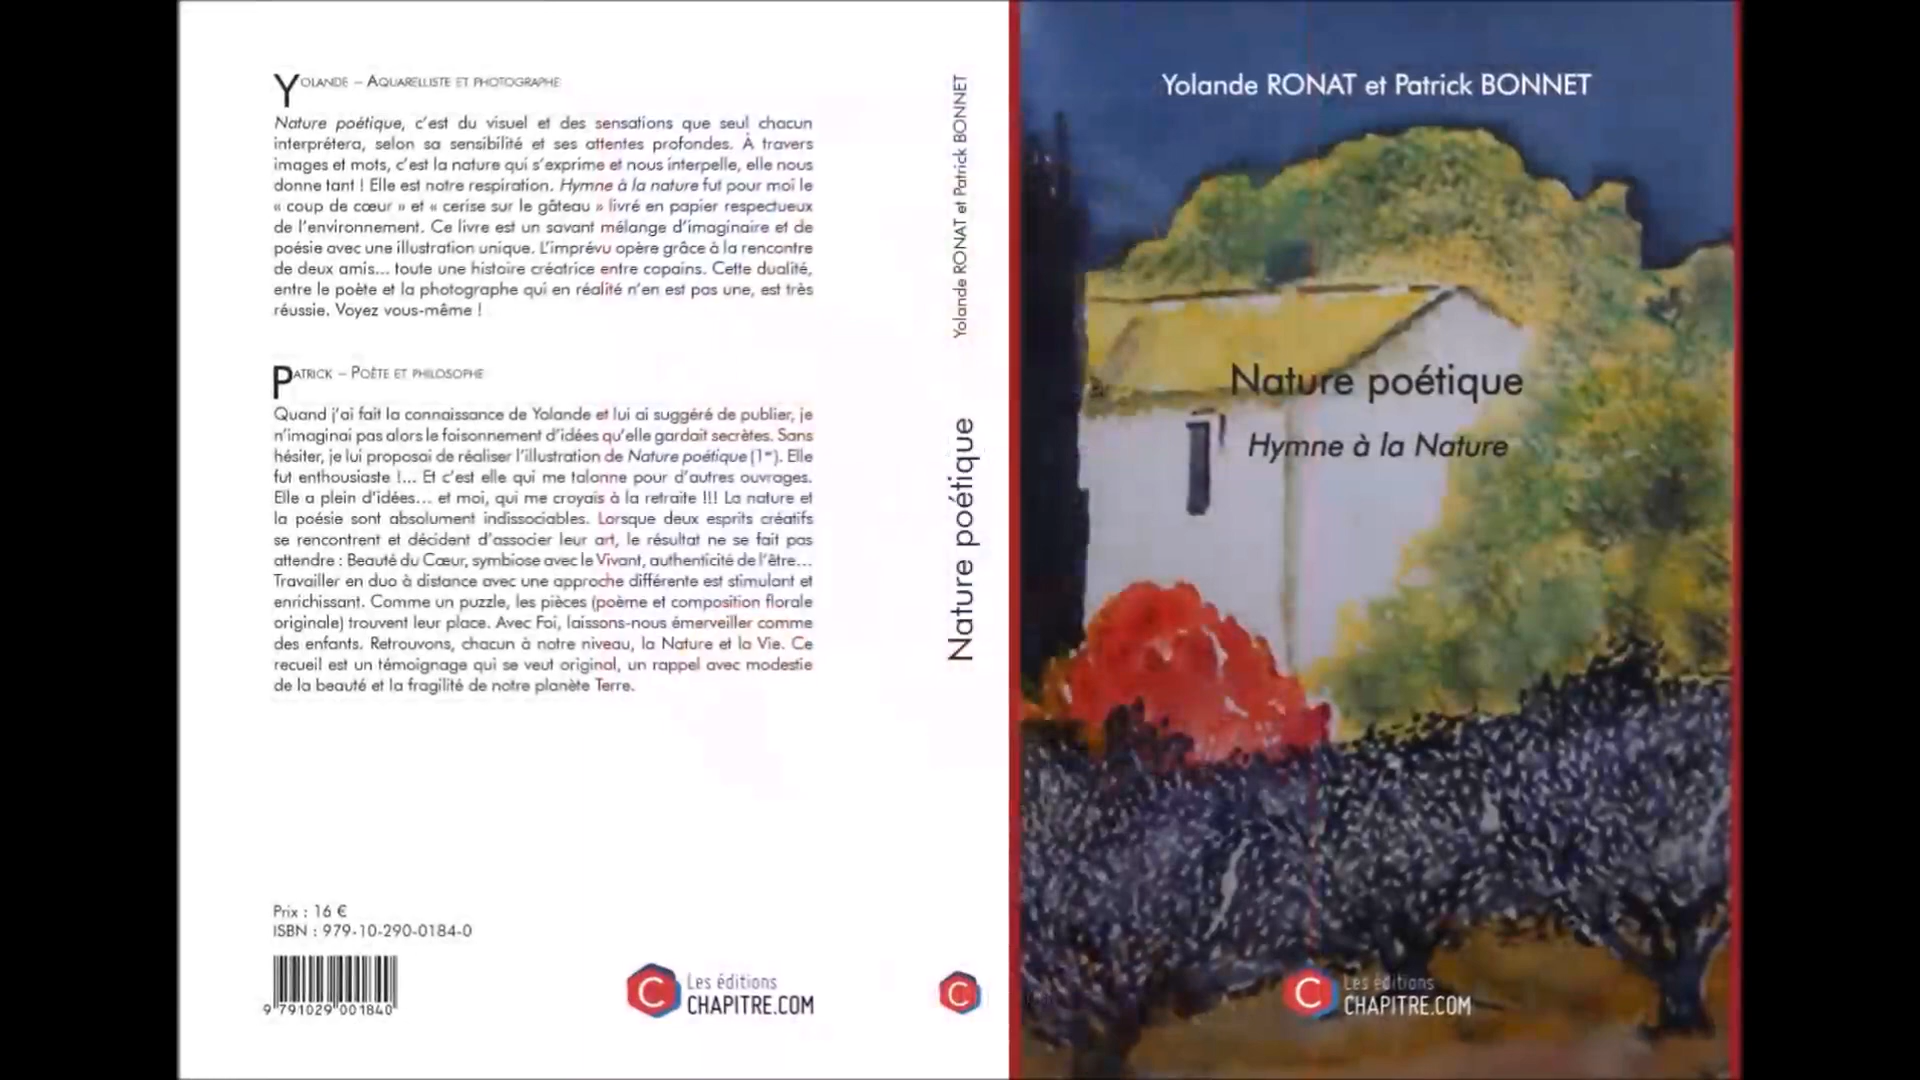 YOLANDE – AQUARELLISTE ET PHOTOGRAPHE
Nature poétique, c’est du visuel et des sensations que seul chacun
interprétera, selon sa sensibilité et ses attentes profondes. À travers
images et mots, c’est la nature qui s’exprime et nous interpelle, elle nous
donne tant ! Elle est notre respiration. Hymne à la nature fut pour moi le
« coup de cœur » et « cerise sur le gâteau » livré en papier respectueux
de l’environnement. Ce livre est un savant mélange d’imaginaire et de
poésie avec une illustration unique. L’imprévu opère grâce à la rencontre
de deux amis... toute une histoire créatrice entre copains. Cette dualité,
entre le poète et la photographe qui en réalité n’en est pas une, est très
réussie. Voyez vous-même !
PATRICK – POÈTE ET PHILOSOPHE
Quand j’ai fait la connaissance de Yolande et lui ai suggéré de publier, je
n’imaginai pas alors le foisonnement d’idées qu’elle gardait secrètes. Sans
hésiter, je lui proposai de réaliser l’illustration de Nature poétique (1er). Elle
fut enthousiaste !... Et c’est elle qui me talonne pour d’autres ouvrages.
Elle a plein d’idées... et moi, qui me croyais à la retraite !!! La nature et
la poésie sont absolument indissociables. Lorsque deux esprits créatifs
se rencontrent et décident d’associer leur art, le résultat ne se fait pas
attendre : Beauté du Cœur, symbiose avec le Vivant, authenticité de l’être...
Travailler en duo à distance avec une approche différente est stimulant et
enrichissant. Comme un puzzle, les pièces (poème et composition florale
originale) trouvent leur place. Avec Foi, laissons-nous émerveiller comme
des enfants. Retrouvons, chacun à notre niveau, la Nature et la Vie. Ce
recueil est un témoignage qui se veut original, un rappel avec modestie
de la beauté et la fragilité de notre planète Terre.
Prix : 16 €
ISBN : 979-10-290-0184-0
9 791029 001840
C Les éditions
CHAPITRE.COM
Yolande RONAT et Patrick BONNET
Nature poétique
C
Yolande RONAT et Patrick BONNET
Nature poétique
Hymne à la Nature
C Les éditions
CHAPITRE.COM